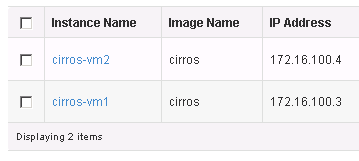 Instance Name Image Name IP Address
cirros-vm2 cirros 172.16.100.4
cirros-vm1 cirros 172.16.100.3
Displaying 2 items